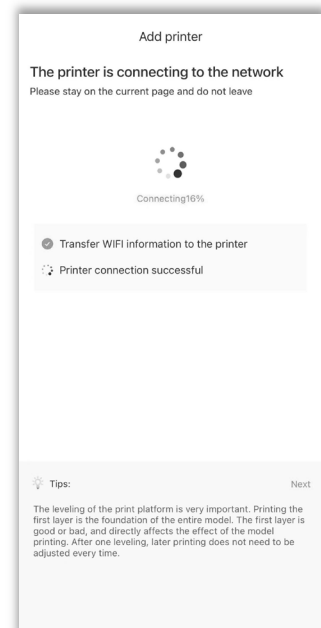 Add printer
The printer is connecting to the network
Please stay on the current page and do not leave
Connecting16%
Transfer WIFI information to the printer
Printer connection successful
Tips:
Next
The leveling of the print platform is very important. Printing the
first layer is the foundation of the entire model. The first layer is
good or bad, and directly affects the effect of the model
printing. After one leveling, later printing does not need to be
adjusted every time.